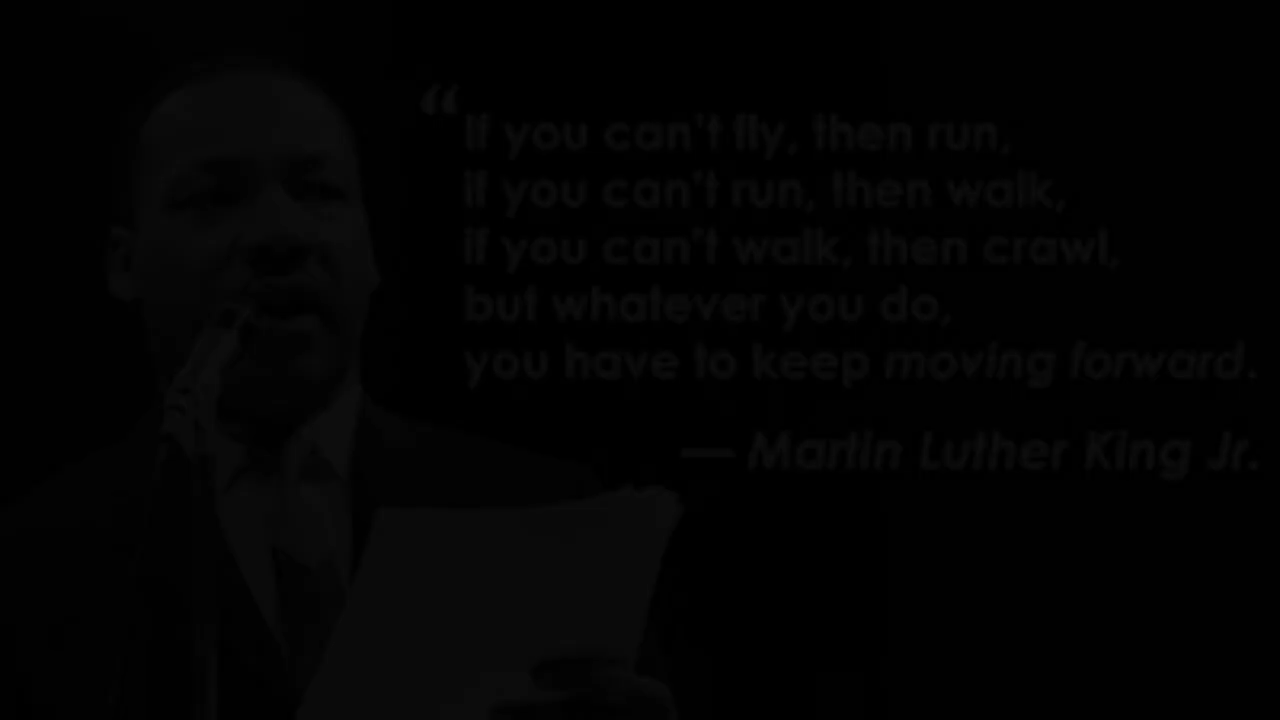 “If you can't fly, then run,
if you can't run, then walk,
if you can't walk, then crawl,
but whatever you do,
you have to keep moving forward.
— Martin Luther King Jr.